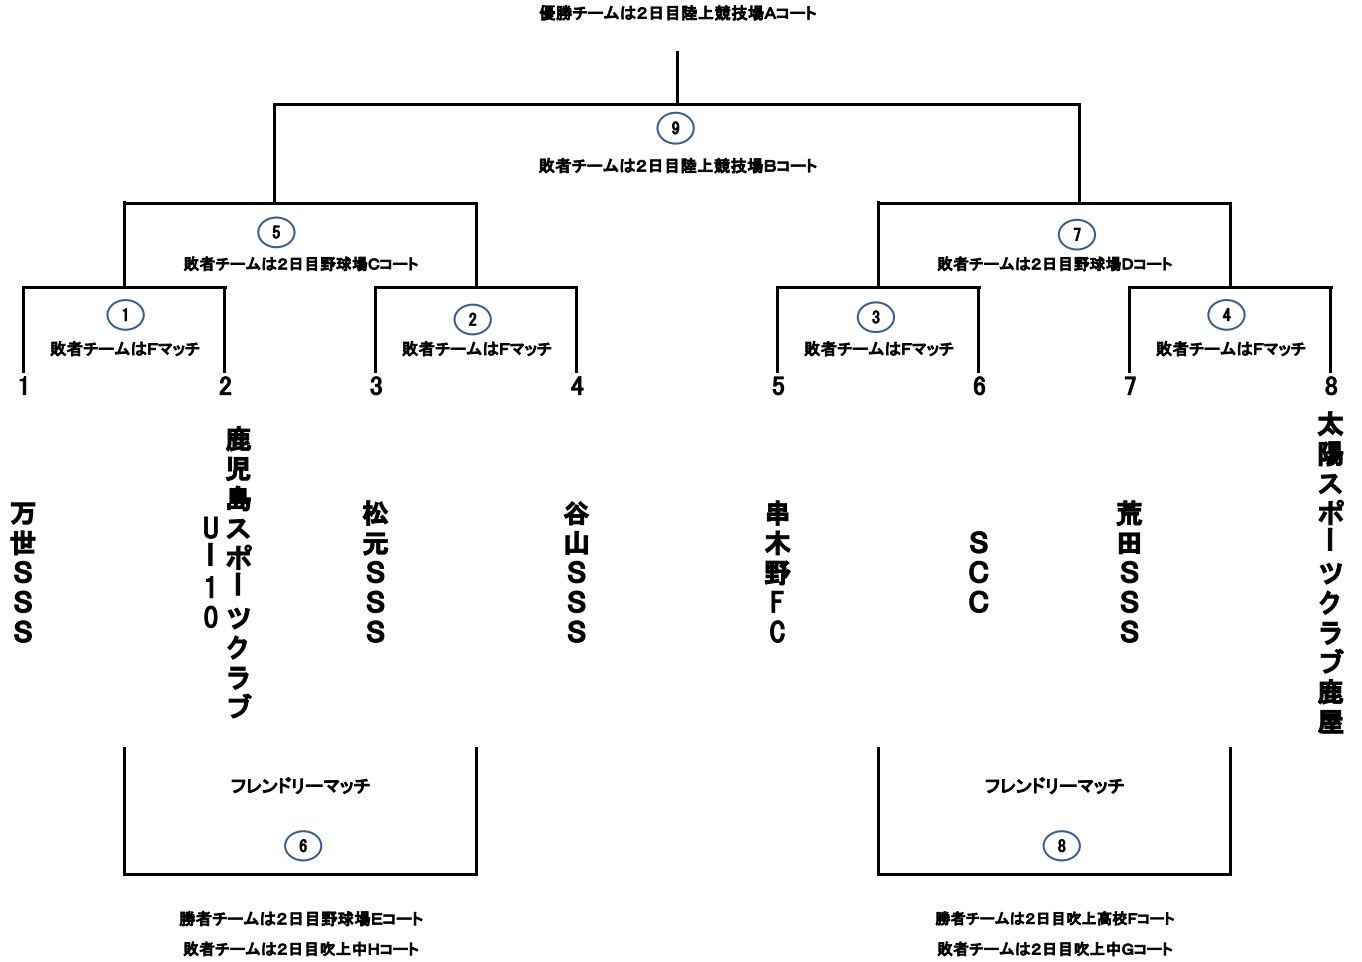 優勝チームは2日目陸上競技場Aコート
9
敗者チームは2日目陸上競技場Bコート
5
7
敗者チームは2日目野球場Cコート
敗者チームは2日目野球場Dコート
1
2
3
4
敗者チームはFマッチ
敗者チームはFマッチ
敗者チームはFマッチ
敗者チームはFマッチ
1
2
3
4
5
6
7
8
万世SSS
鹿児島スポーツクラブ
U－10
松元SSS
谷山SSS
串木野FC
SCC
荒田SSS
太陽スポーツクラブ鹿屋
フレンドリーマッチ
フレンドリーマッチ
6
8
勝者チームは2日目野球場Eコート
勝者チームは2日目吹上高校Fコート
敗者チームは2日目吹上中Hコート
敗者チームは2日目吹上中Gコート